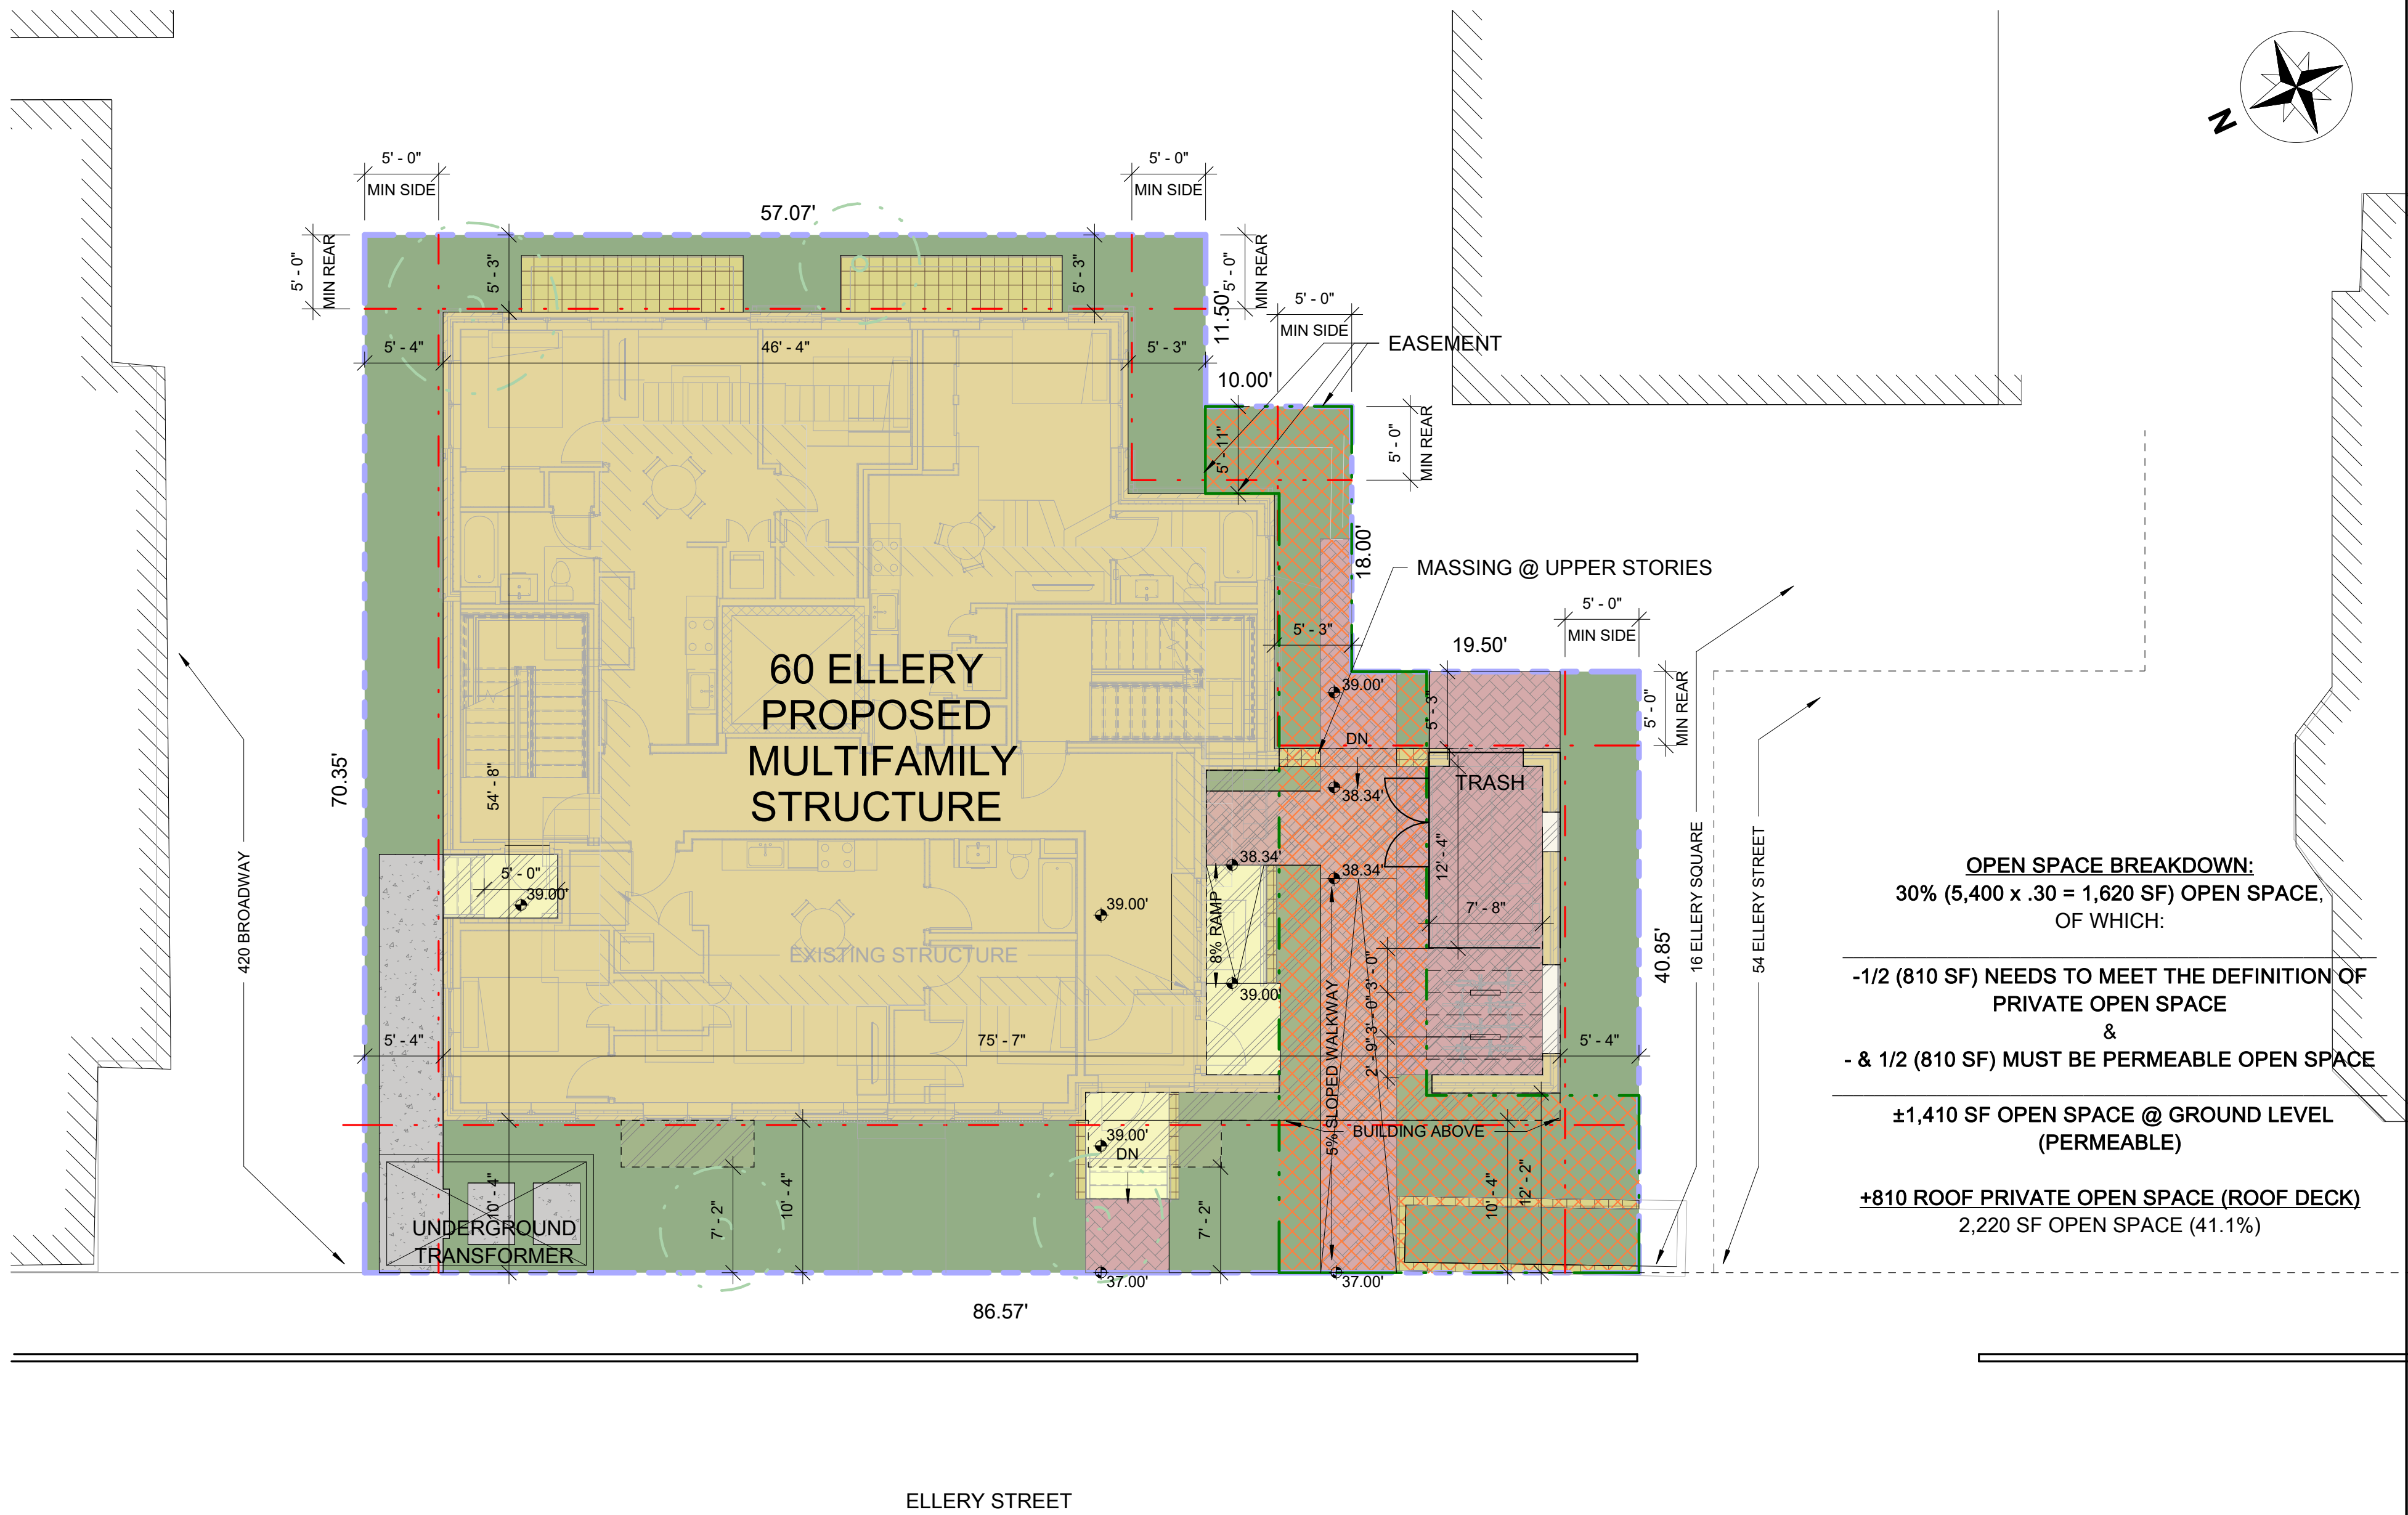 N
5' - 0"
MIN SIDE
5' - 0"
MIN SIDE
57.07'
5' - 0"
MIN REAR
5' - 3"
5' - 3"
5' - 0"
MIN REAR
11.50'
5' - 0"
MIN SIDE
EASEMENT
5' - 4"
46' - 4"
5' - 3"
10.00'
5' - 11"
5' - 0"
MIN REAR
18.00'
MASSING @ UPPER STORIES
5' - 0"
MIN SIDE
5' - 3"
19.50'
60 ELLERY
PROPOSED
MULTIFAMILY
STRUCTURE
39.00'
5' - 3"
5' - 0"
MIN REAR
DN
TRASH
38.34'
70.35'
54' - 8"
12' - 4"
38.34'
38.34'
5' - 0"
39.00'
39.00'
7' - 8"
8% RAMP
EXISTING STRUCTURE
39.00'
40.85'
420 BROADWAY
16 ELLERY SQUARE
54 ELLERY STREET
3' - 0"
3' - 0"
2' - 9"
5% SLOPED WALKWAY
5' - 4"
75' - 7"
5' - 4"
39.00'
DN
BUILDING ABOVE
10' - 4"
7' - 2"
10' - 4"
7' - 2"
10' - 4"
12' - 2"
UNDERGROUND
TRANSFORMER
37.00'
37.00'
86.57'
OPEN SPACE BREAKDOWN:
30% (5,400 x .30 = 1,620 SF) OPEN SPACE,
OF WHICH:
-1/2 (810 SF) NEEDS TO MEET THE DEFINITION OF
PRIVATE OPEN SPACE
&
- & 1/2 (810 SF) MUST BE PERMEABLE OPEN SPACE
±1,410 SF OPEN SPACE @ GROUND LEVEL
(PERMEABLE)
+810 ROOF PRIVATE OPEN SPACE (ROOF DECK)
2,220 SF OPEN SPACE (41.1%)
ELLERY STREET